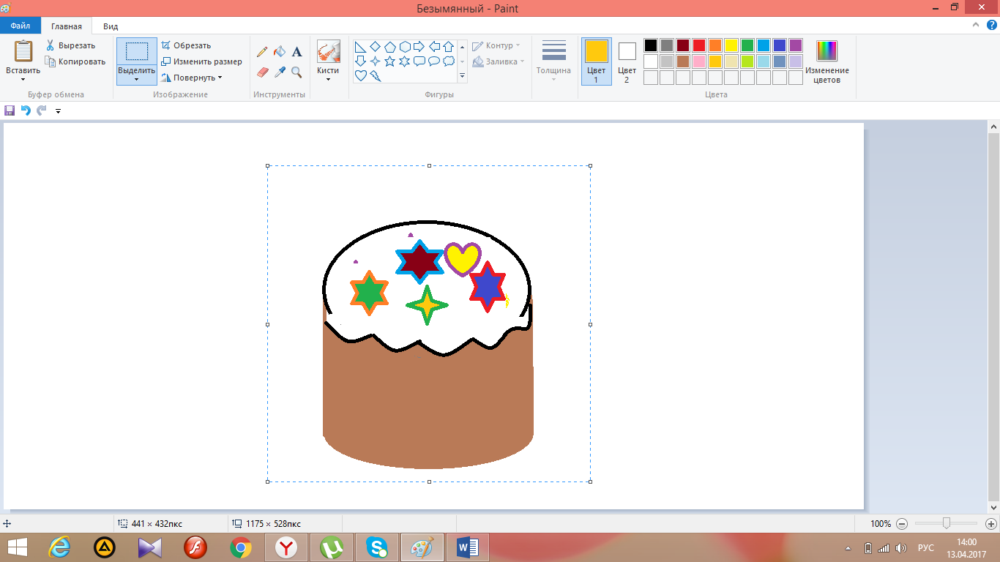 Безымянный - Paint
Файл Главная Вид
Вставить
Вырезать
Копировать
Буфер обмена
Выделить
Обрезать
Изменить размер
Повернуть
Изображение
A
Инструменты
Кисти
Контур
Заливка
Фигуры
Толщина
Цвет
1
Цвет
2
Изменение
цветов
Цвета
441 × 432пкс
1175 × 528пкс
100%
РУС
14:00
13.04.2017